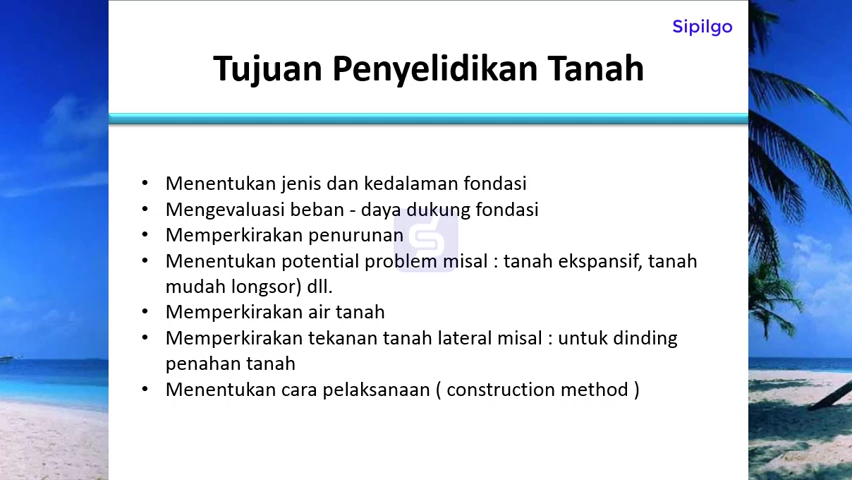 Sipilgo
Tujuan Penyelidikan Tanah
• Menentukan jenis dan kedalaman fondasi
• Mengevaluasi beban - daya dukung fondasi
• Memperkirakan penurunan
• Menentukan potential problem misal : tanah ekspansif, tanah
mudah longsor) dll.
• Memperkirakan air tanah
• Memperkirakan tekanan tanah lateral misal : untuk dinding
penahan tanah
• Menentukan cara pelaksanaan ( construction method )